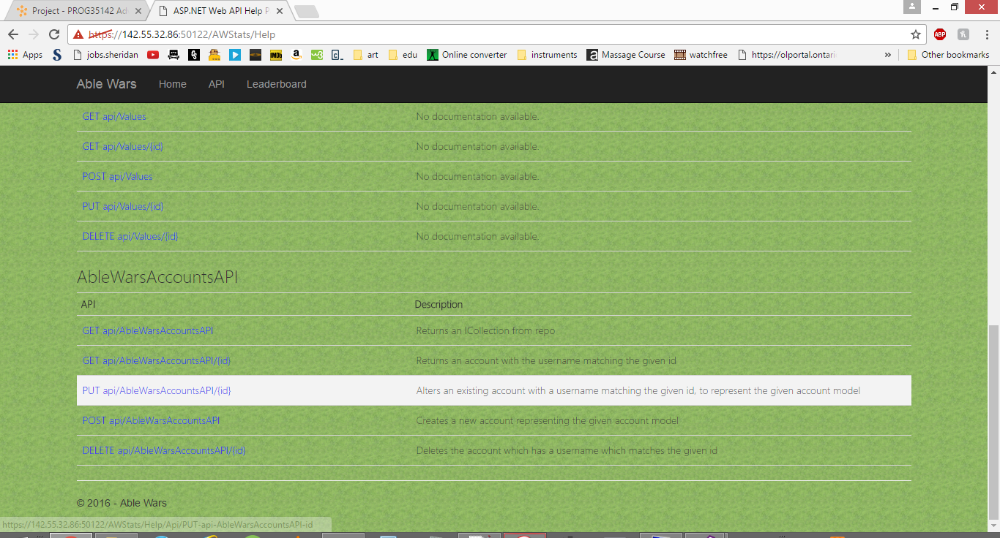 Project - PROG35142 Ad
ASP.NET Web API Help P
https://142.55.32.86:50122/AWStats/Help
ABP
Apps
S
jobs.sheridan
IMDb
a
w3
C_
art
edu
Online converter
instruments
a Massage Course
watchfree
https://olportal.ontari
»
Other bookmarks
Able Wars
Home
API
Leaderboard
GET api/Values
No documentation available.
GET api/Values/{id}
No documentation available.
POST api/Values
No documentation available.
PUT api/Values/{id}
No documentation available.
DELETE api/Values/{id}
No documentation available.
AbleWarsAccountsAPI
API
Description
GET api/AbleWarsAccountsAPI
Returns an ICollection from repo
GET api/AbleWarsAccountsAPI/{id}
Returns an account with the username matching the given id
PUT api/AbleWarsAccountsAPI/{id}
Alters an existing account with a username matching the given id, to represent the given account model
POST api/AbleWarsAccountsAPI
Creates a new account representing the given account model
DELETE api/AbleWarsAccountsAPI/{id}
Deletes the account which has a username which matches the given id
© 2016 - Able Wars
https://142.55.32.86:50122/AWStats/Help/Api/PUT-api-AbleWarsAccountsAPI-id